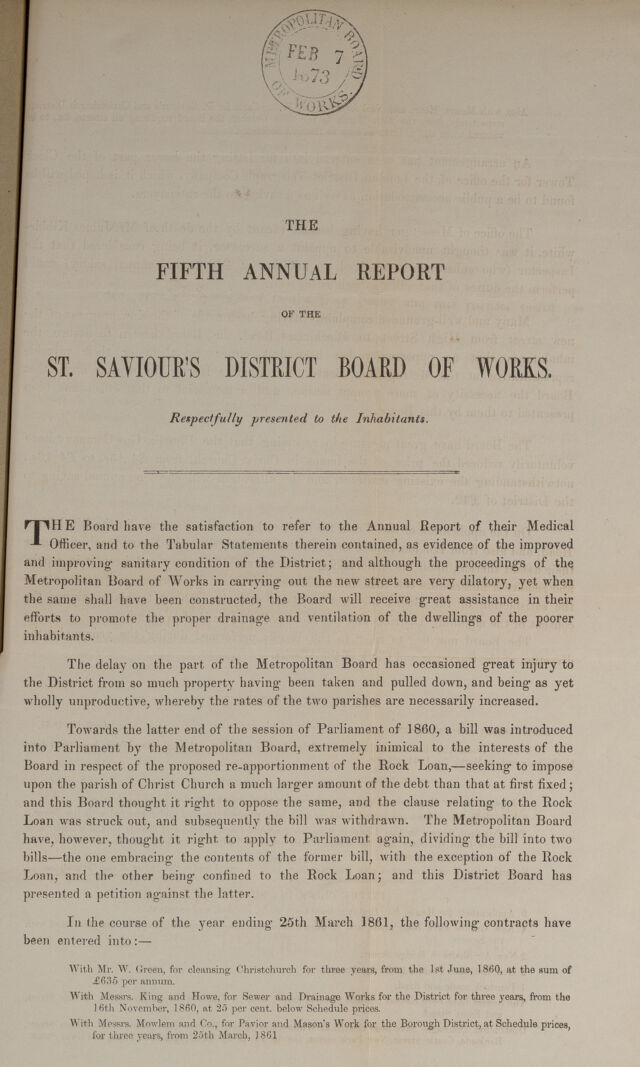 METROPOLITAN BOARD
FEB 7
1873
OF WORKS.
THE
FIFTH ANNUAL REPORT
OF THE
ST. SAVIOUR'S DISTRICT BOARD OF WORKS.
Respectfully presented to the Inhabitants.
THE Board have the satisfaction to refer to the Annual Report of their Medical
Officer, and to the Tabular Statements therein contained, as evidence of the improved
and improving sanitary condition of the District; and although the proceedings of the
Metropolitan Board of Works in carrying out the new street are very dilatory, yet when
the same shall have been constructed, the Board will receive great assistance in their
efforts to promote the proper drainage and ventilation of the dwellings of the poorer
inhabitants.
The delay on the part of the Metropolitan Board has occasioned great injury to
the District from so much property having been taken and pulled down, and being as yet
wholly unproductive, whereby the rates of the two parishes are necessarily increased.
Towards the latter end of the session of Parliament of 1860, a bill was introduced
into Parliament by the Metropolitan Board, extremely inimical to the interests of the
Board in respect of the proposed re-apportionment of the Rock Loan,—seeking to impose
upon the parish of Christ Church a much larger amount of the debt than that at first fixed;
and this Board thought it right to oppose the same, and the clause relating to the Rock
Loan was struck out, and subsequently the bill was withdrawn. The Metropolitan Board
have, however, thought it right to apply to Parliament again, dividing the bill into two
bills—the one embracing the contents of the former bill, with the exception of the Rock
Loan, and the other being confined to the Rock Loan; and this District Board has
presented a petition against the latter.
In the course of the year ending 25th March 1861, the following contracts have
been entered into:—
With Mr. W. Green, for cleansing Christchurch for three years, from the 1st June, 1860, at the sum of
£635 per annum.
With Messrs. King and Howe, for Sewer and Drainage Works for the District for three years, from the
16th November, 1860, at 25 per cent. below Schedule prices.
With Messrs. Mowlem and Co., for Pavior and Mason's Work for the Borough District, at Schedule prices,
for three years, from 25th March, 1861